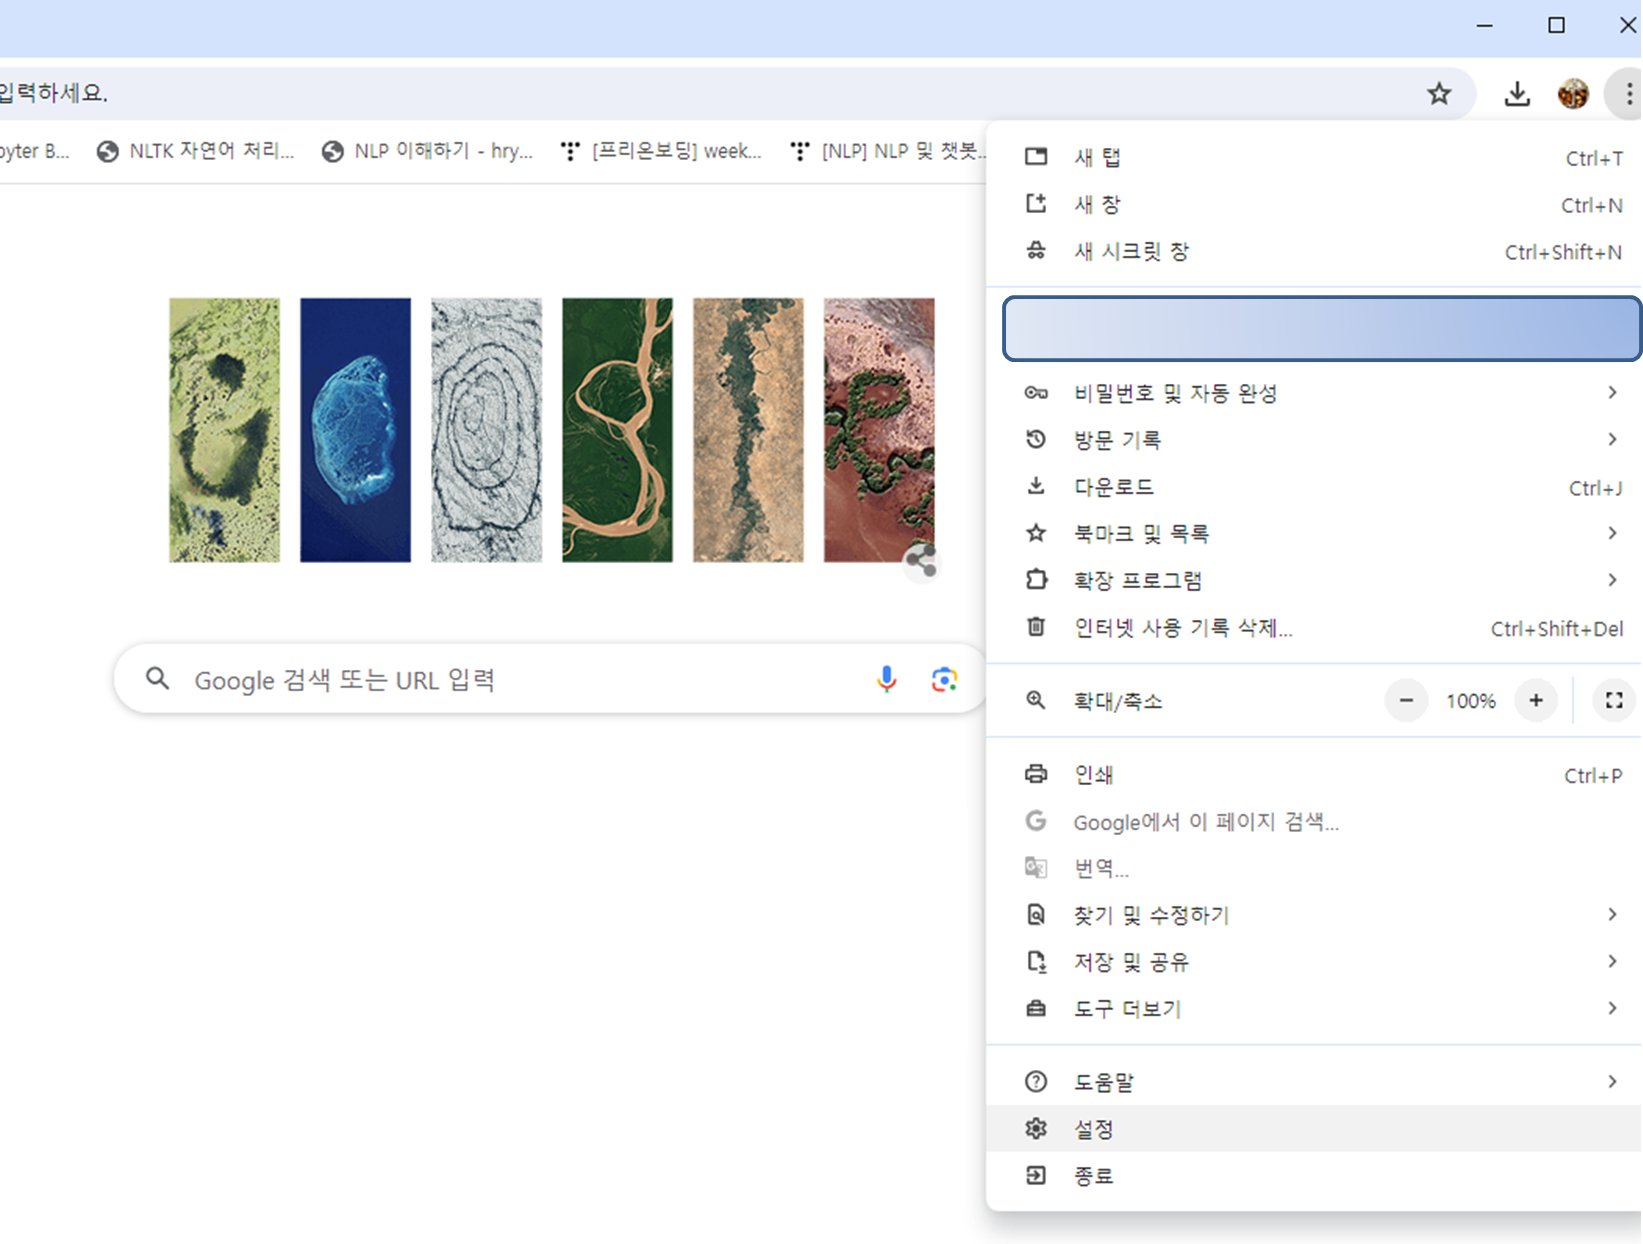 입력하세요.
yter B...
NLTK 자연어 처리...
NLP 이해하기 - hry...
[프리온보딩] week...
[NLP] NLP 및 챗봇...
새 탭 Ctrl+T
새 창 Ctrl+N
새 시크릿 창 Ctrl+Shift+N
비밀번호 및 자동 완성
방문 기록
다운로드 Ctrl+J
북마크 및 목록
확장 프로그램
인터넷 사용 기록 삭제... Ctrl+Shift+Del
Google 검색 또는 URL 입력
확대/축소 100%
인쇄 Ctrl+P
Google에서 이 페이지 검색...
번역...
찾기 및 수정하기
저장 및 공유
도구 더보기
도움말
설정
종료